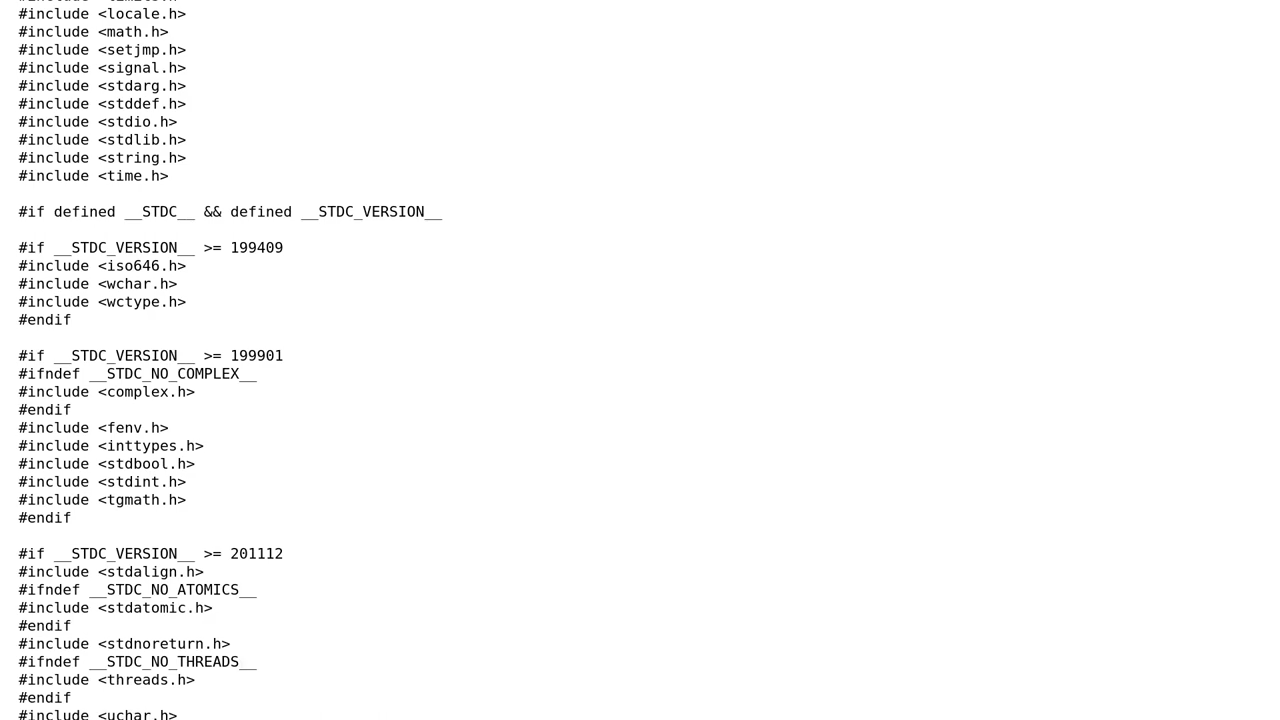 #include <limits.h>
#include <locale.h>
#include <math.h>
#include <setjmp.h>
#include <signal.h>
#include <stdarg.h>
#include <stddef.h>
#include <stdio.h>
#include <stdlib.h>
#include <string.h>
#include <time.h>
#if defined __STDC__ && defined __STDC_VERSION__
#if __STDC_VERSION__ >= 199409
#include <iso646.h>
#include <wchar.h>
#include <wctype.h>
#endif
#if __STDC_VERSION__ >= 199901
#ifndef __STDC_NO_COMPLEX__
#include <complex.h>
#endif
#include <fenv.h>
#include <inttypes.h>
#include <stdbool.h>
#include <stdint.h>
#include <tgmath.h>
#endif
#if __STDC_VERSION__ >= 201112
#include <stdalign.h>
#ifndef __STDC_NO_ATOMICS__
#include <stdatomic.h>
#endif
#include <stdnoreturn.h>
#ifndef __STDC_NO_THREADS__
#include <threads.h>
#endif
#include <uchar.h>